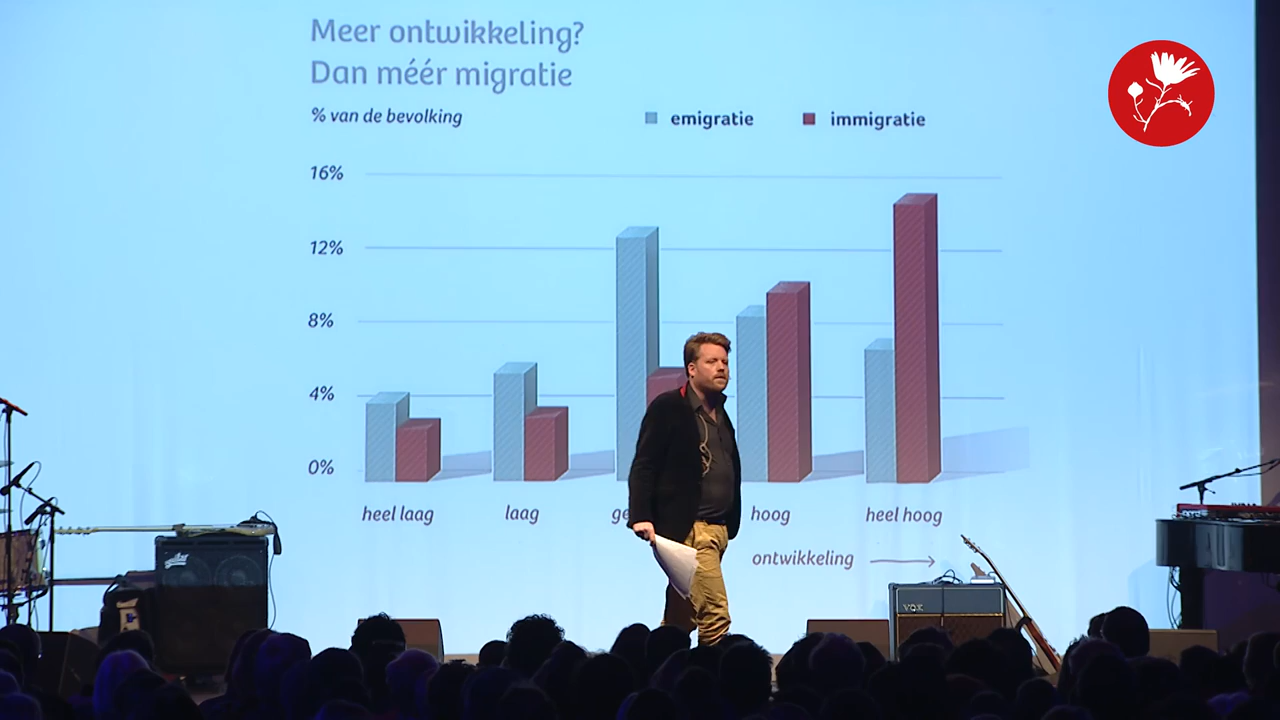 Meer ontwikkeling?
Dan méér migratie
% van de bevolking
emigratie immigratie
16%
12%
8%
4%
0%
heel laag laag hoog heel hoog
ontwikkeling
VOX